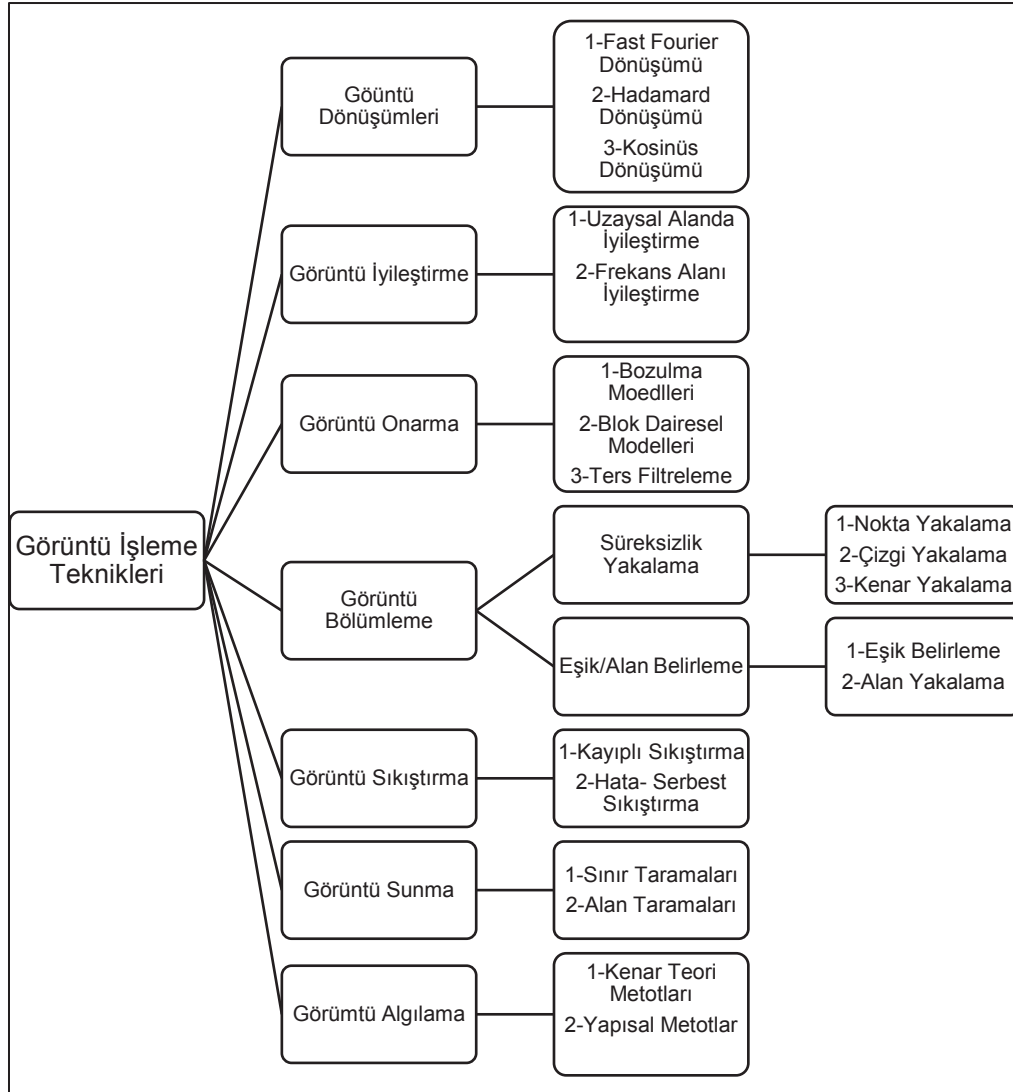 Görüntü İşleme
Teknikleri
Göüntü
Dönüşümleri
1-Fast Fourier
Dönüşümü
2-Hadamard
Dönüşümü
3-Kosinüs
Dönüşümü
Görüntü İyileştirme
1-Uzaysal Alanda
İyileştirme
2-Frekans Alanı
İyileştirme
Görüntü Onarma
1-Bozulma
Moedlleri
2-Blok Dairesel
Modelleri
3-Ters Filtreleme
Görüntü
Bölümleme
Süreksizlik
Yakalama
1-Nokta Yakalama
2-Çizgi Yakalama
3-Kenar Yakalama
Eşik/Alan Belirleme
1-Eşik Belirleme
2-Alan Yakalama
Görüntü Sıkıştırma
1-Kayıplı Sıkıştırma
2-Hata- Serbest
Sıkıştırma
Görüntü Sunma
1-Sınır Taramaları
2-Alan Taramaları
Görümtü Algılama
1-Kenar Teori
Metotları
2-Yapısal Metotlar